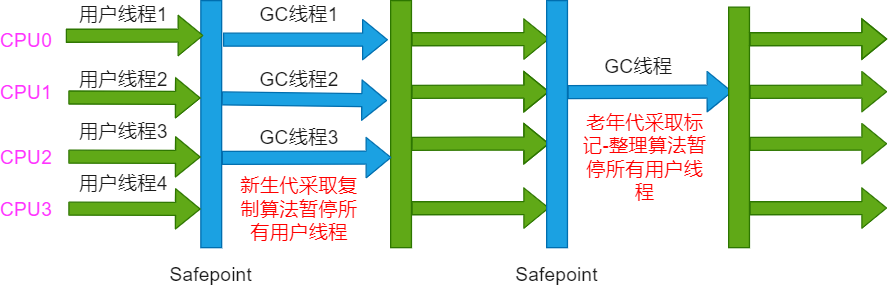 用户线程1
GC线程1
CPU0
用户线程2
GC线程2
GC线程
CPU1
用户线程3
GC线程3
老年代采取标
记-整理算法暂
停所有用户线
程
CPU2
用户线程4
新生代采取复
制算法暂停所
有用户线程
CPU3
Safepoint
Safepoint